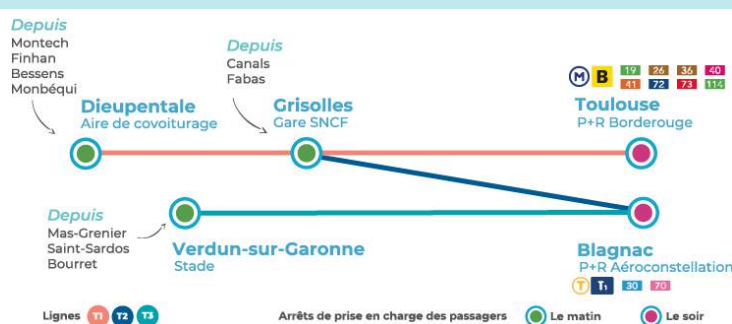 Depuis
Montech
Finhan
Bessens
Monbéqui
Depuis
Canals
Fabas
Dieupentale
Aire de covoiturage
Grisolles
Gare SNCF
M B 19 26 36 40
41 72 73 114
Toulouse
P+R Borderouge
Depuis
Mas-Grenier
Saint-Sardos
Bourret
Verdun-sur-Garonne
Stade
Blagnac
P+R Aéroconstellation
T T1 30 70
Lignes T1 T2 T3
Arrêts de prise en charge des passagers Le matin Le soir